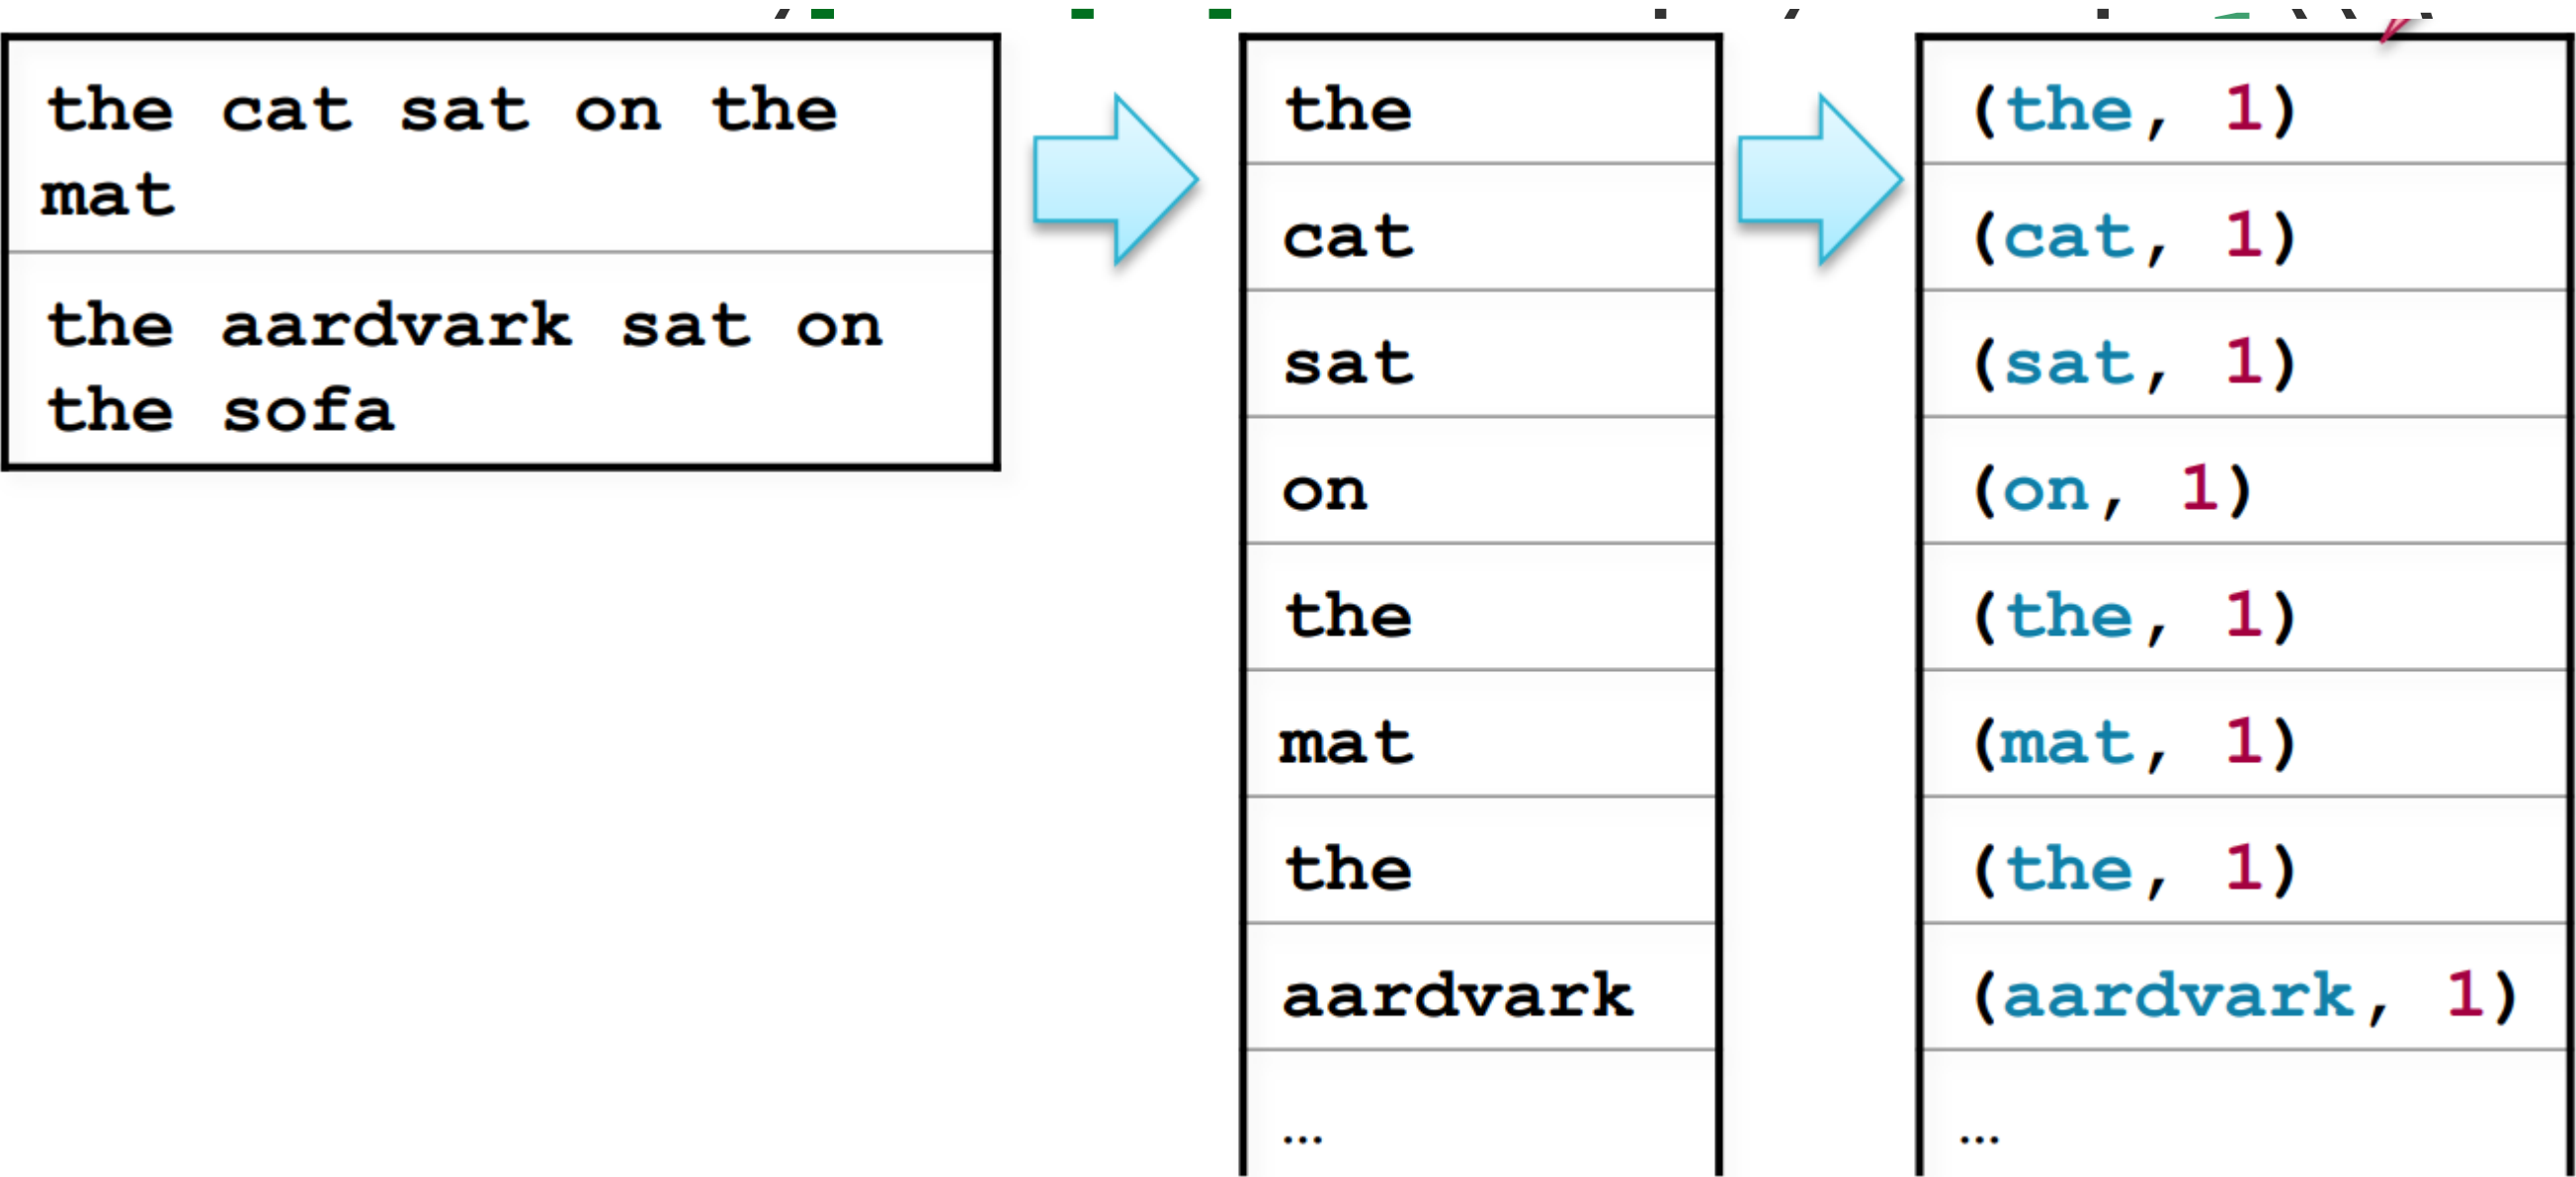 the cat sat on the
mat
the aardvark sat on
the sofa
the
cat
sat
on
the
mat
the
aardvark
...
(the, 1)
(cat, 1)
(sat, 1)
(on, 1)
(the, 1)
(mat, 1)
(the, 1)
(aardvark, 1)
...